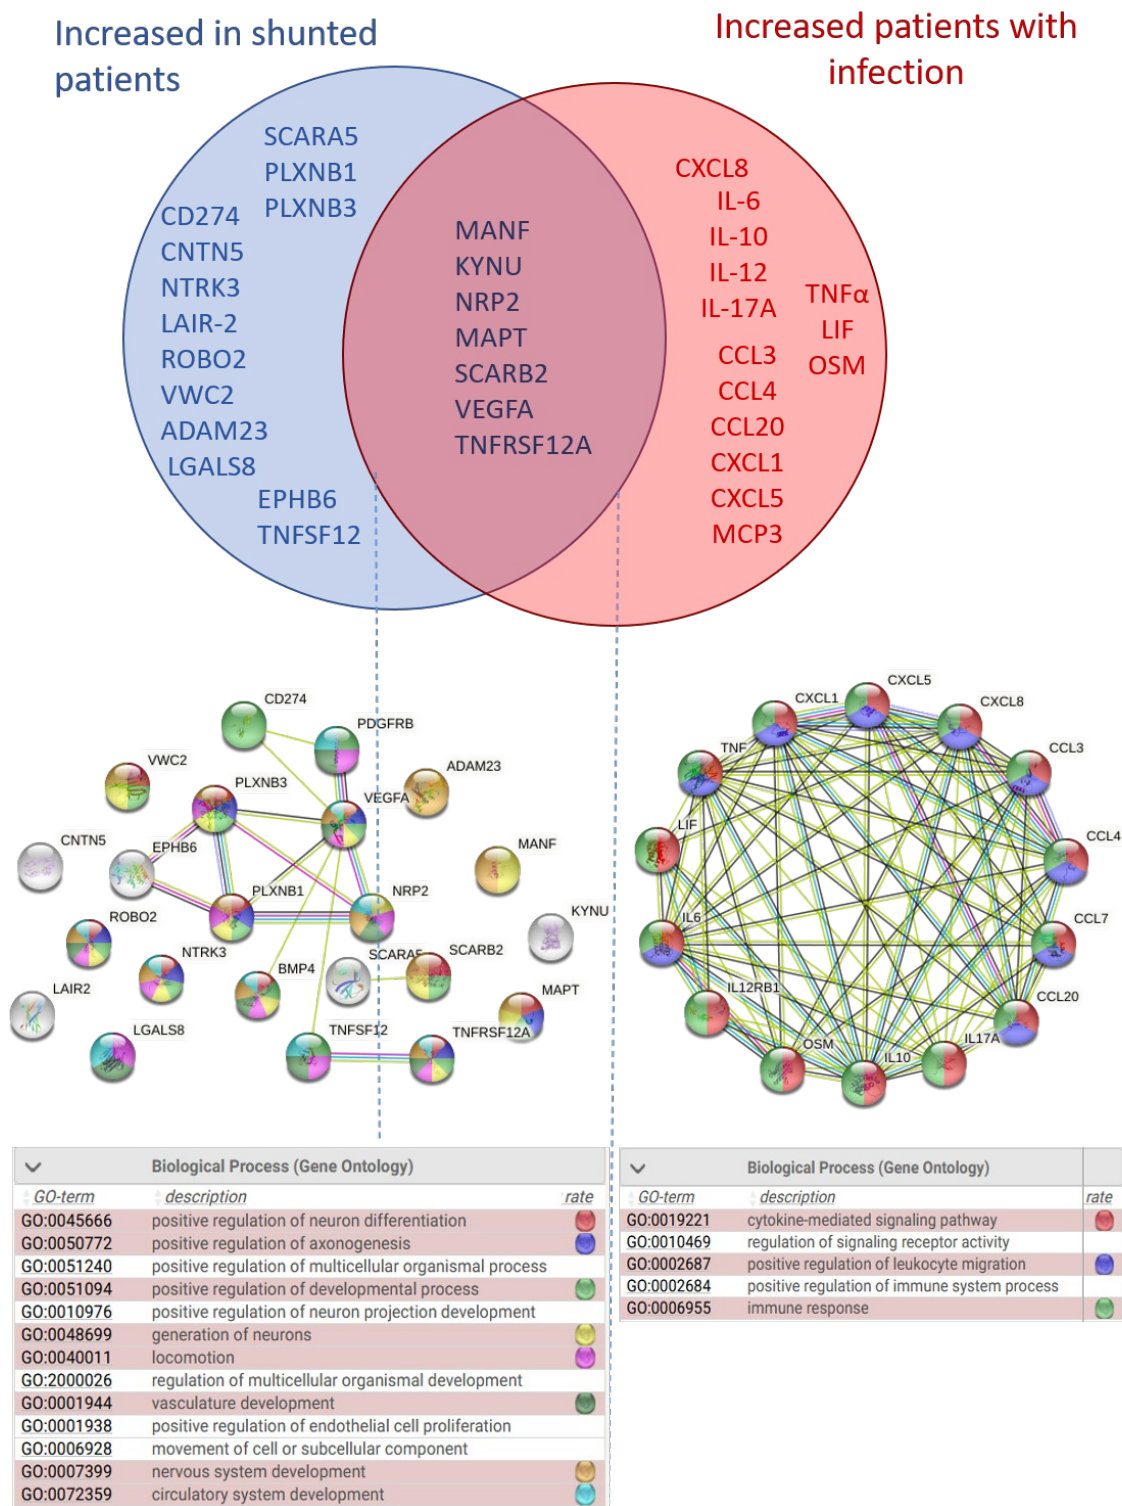 Increased in shunted
patients
Increased patients with
infection
SCARA5
PLXNB1
PLXNB3
CD274
CNTN5
NTRK3
LAIR-2
ROBO2
VWC2
ADAM23
LGALS8
EPHB6
TNFSF12
MANF
KYNU
NRP2
MAPT
SCARB2
VEGFA
TNFRSF12A
CXCL8
IL-6
IL-10
IL-12
IL-17A
CCL3
CCL4
CCL20
CXCL1
CXCL5
MCP3
TNFα
LIF
OSM
CD274
PDGFRB
VWC2
PLXNB3
ADAM23
VEGFA
CNTN5
EPHB6
MANF
PLXNB1
NRP2
KYNU
ROBO2
NTRK3
BMP4
SCARA5
SCARB2
LAIR2
MAPT
LGALS8
TNFSF12
TNFRSF12A
CXCL5
CXCL1
CXCL8
TNF
CCL3
LIF
CCL4
IL6
CCL7
IL12RB1
CCL20
OSM
IL10
IL17A
Biological Process (Gene Ontology)
GO-term description rate
GO:0045666 positive regulation of neuron differentiation
GO:0050772 positive regulation of axonogenesis
GO:0051240 positive regulation of multicellular organismal process
GO:0051094 positive regulation of developmental process
GO:0010976 positive regulation of neuron projection development
GO:0048699 generation of neurons
GO:0040011 locomotion
GO:2000026 regulation of multicellular organismal development
GO:0001944 vasculature development
GO:0001938 positive regulation of endothelial cell proliferation
GO:0006928 movement of cell or subcellular component
GO:0007399 nervous system development
GO:0072359 circulatory system development
Biological Process (Gene Ontology)
GO-term description rate
GO:0019221 cytokine-mediated signaling pathway
GO:0010469 regulation of signaling receptor activity
GO:0002687 positive regulation of leukocyte migration
GO:0002684 positive regulation of immune system process
GO:0006955 immune response